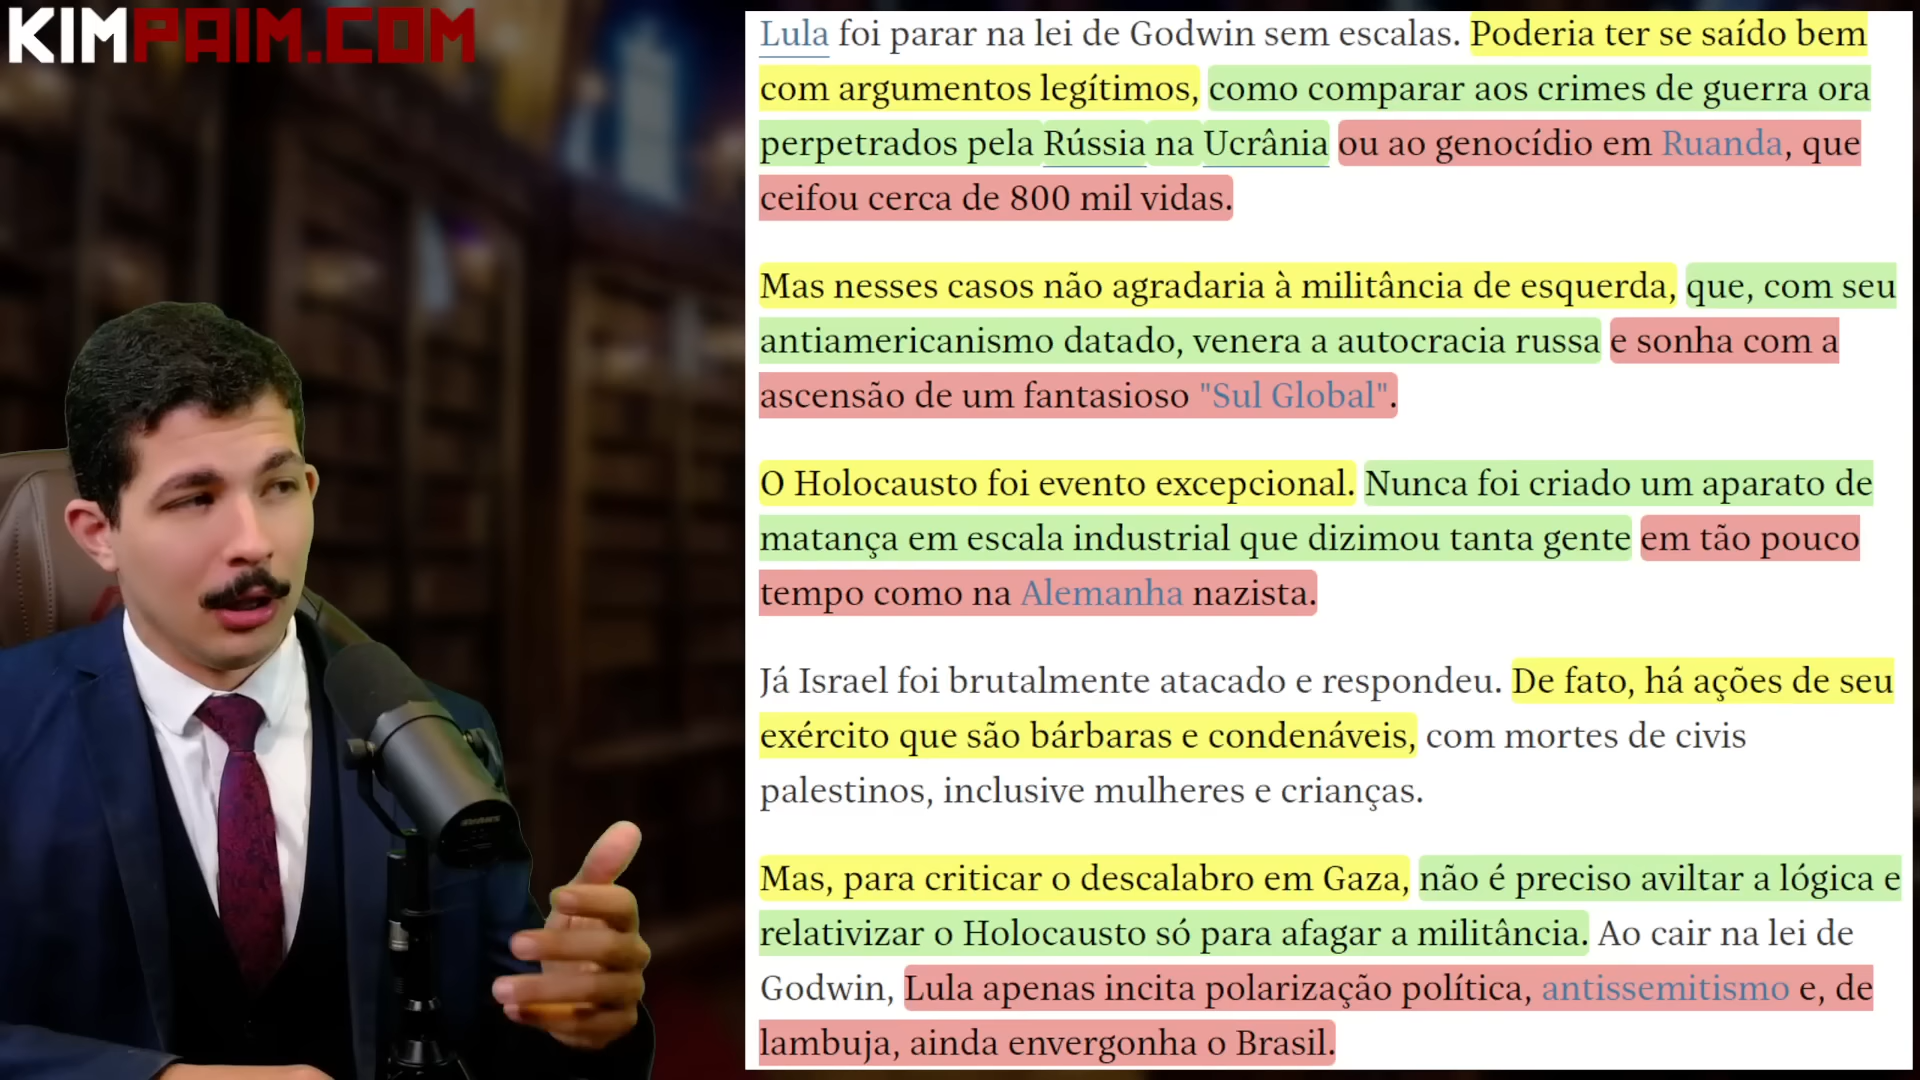 KIMPAIM.COM
Lula foi parar na lei de Godwin sem escalas. Poderia ter se saído bem
com argumentos legítimos, como comparar aos crimes de guerra ora
perpetrados pela Rússia na Ucrânia ou ao genocídio em Ruanda, que
ceifou cerca de 800 mil vidas.
Mas nesses casos não agradaria à militância de esquerda, que, com seu
antiamericanismo datado, venera a autocracia russa e sonha com a
ascensão de um fantasioso "Sul Global".
O Holocausto foi evento excepcional. Nunca foi criado um aparato de
matança em escala industrial que dizimou tanta gente em tão pouco
tempo como na Alemanha nazista.
Já Israel foi brutalmente atacado e respondeu. De fato, há ações de seu
exército que são bárbaras e condenáveis, com mortes de civis
palestinos, inclusive mulheres e crianças.
Mas, para criticar o descalabro em Gaza, não é preciso aviltar a lógica e
relativizar o Holocausto só para afagar a militância. Ao cair na lei de
Godwin, Lula apenas incita polarização política, antissemitismo e, de
lambuja, ainda envergonha o Brasil.